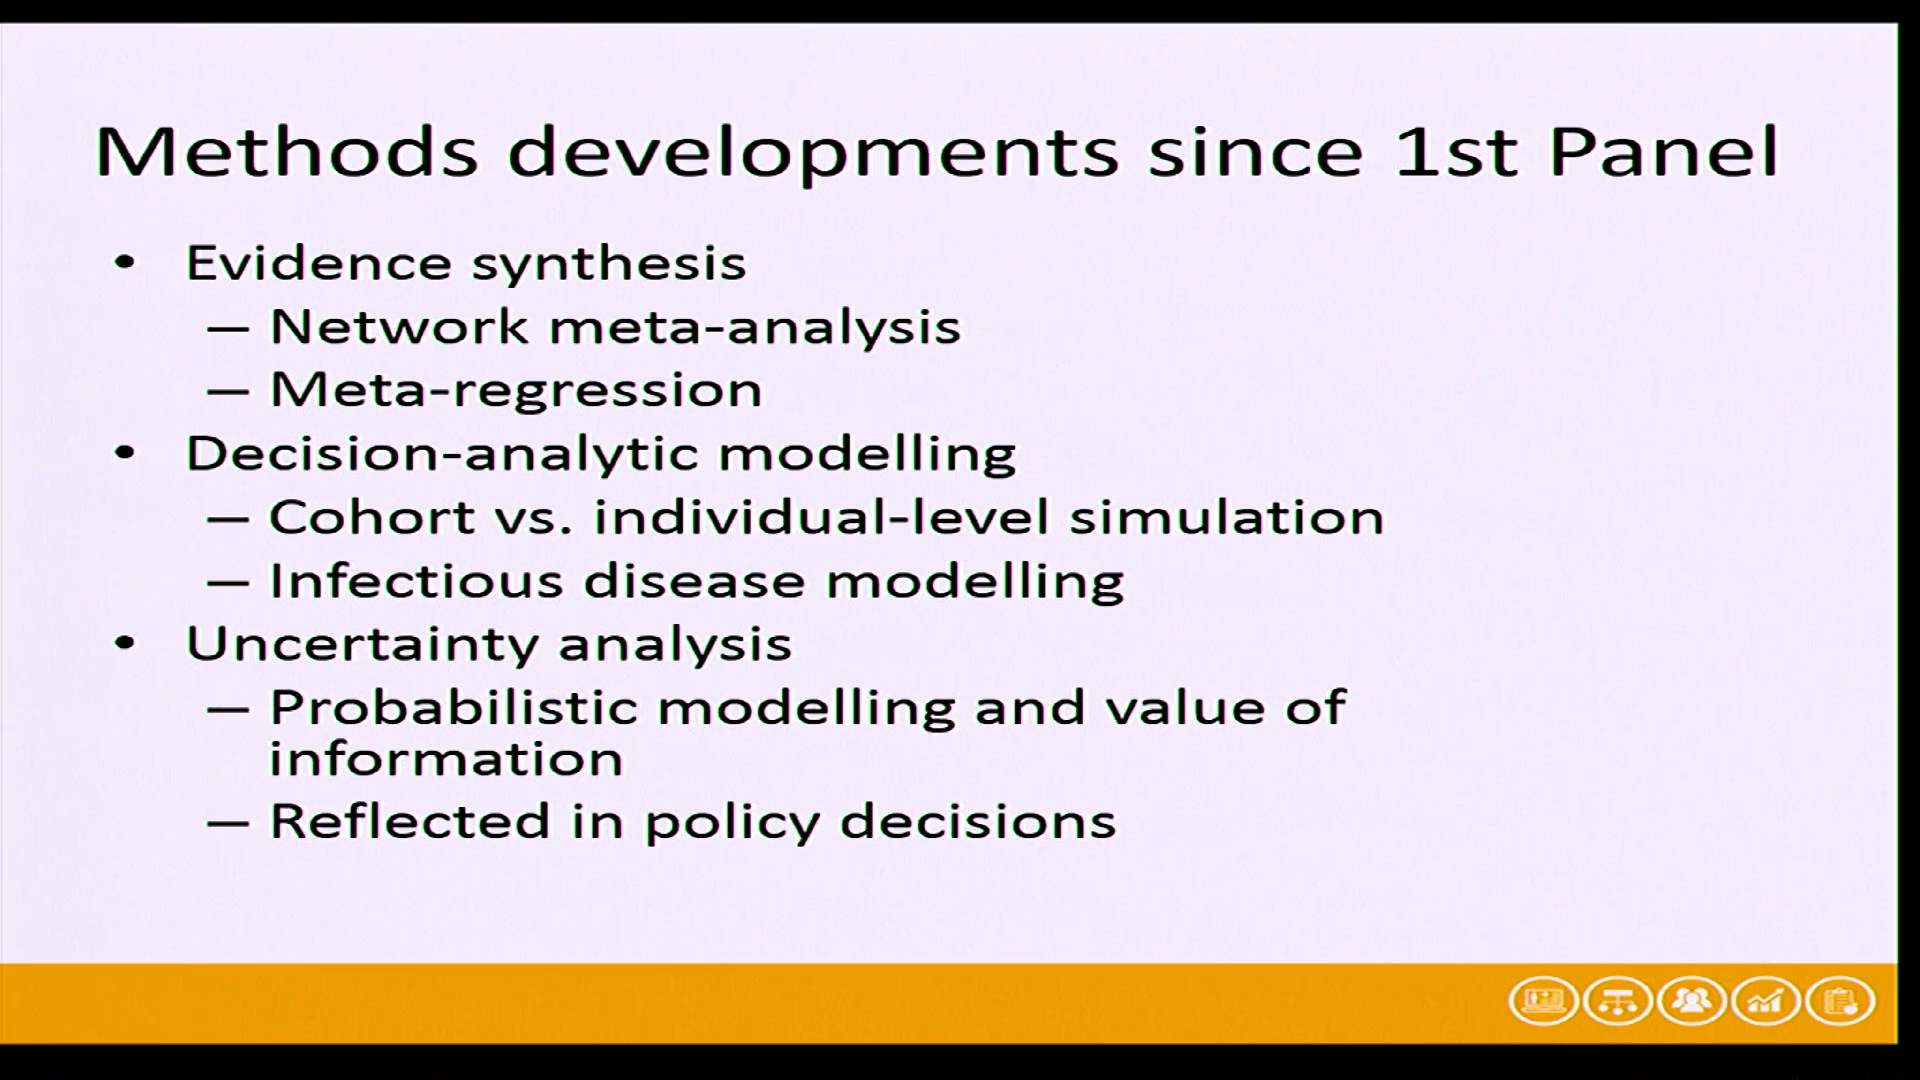 Methods developments since 1st Panel
• Evidence synthesis
— Network meta-analysis
— Meta-regression
• Decision-analytic modelling
— Cohort vs. individual-level simulation
— Infectious disease modelling
• Uncertainty analysis
— Probabilistic modelling and value of
information
— Reflected in policy decisions